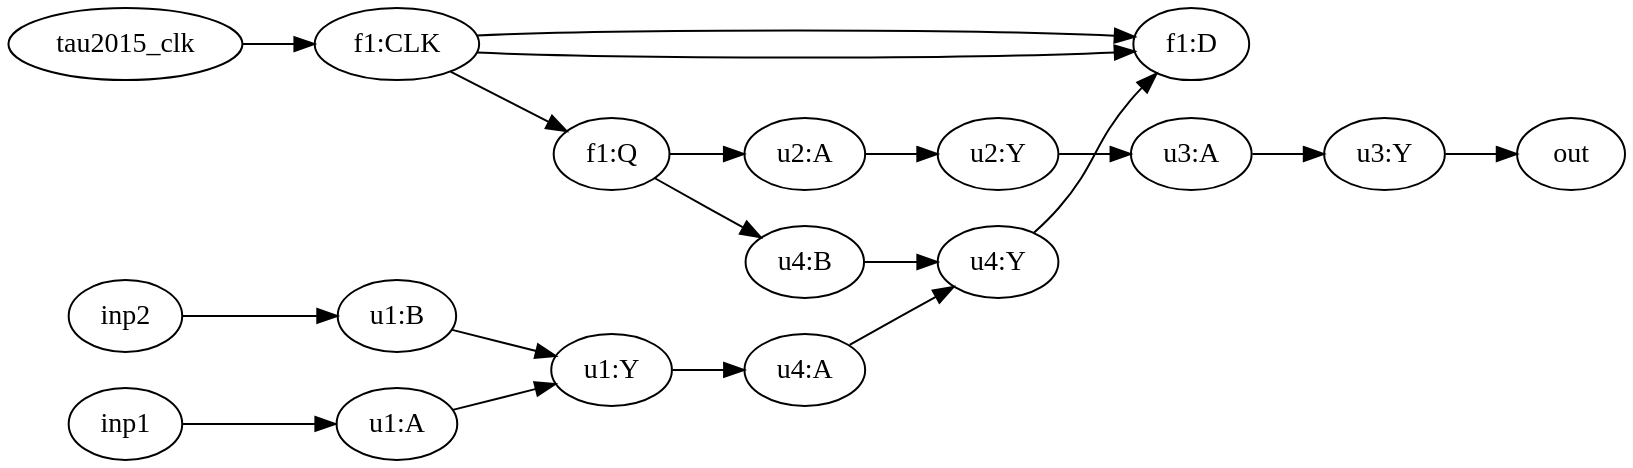 tau2015_clk
f1:CLK
f1:D
f1:Q
u2:A
u2:Y
u3:A
u3:Y
out
u4:B
u4:Y
inp2
u1:B
u1:Y
u4:A
inp1
u1:A